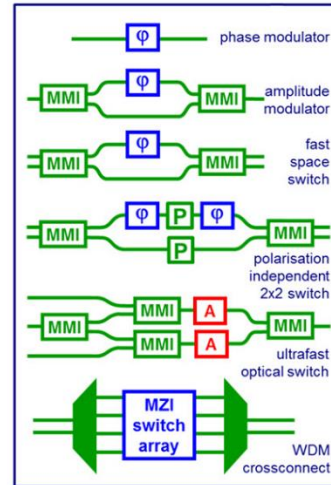 φ
phase modulator
φ
MMI
MMI
amplitude
modulator
φ
MMI
MMI
fast
space
switch
φ P φ
MMI
MMI
P
polarisation
independent
2x2 switch
MMI A
MMI
MMI
MMI A
ultrafast
optical switch
MZI
switch
array
WDM
crossconnect